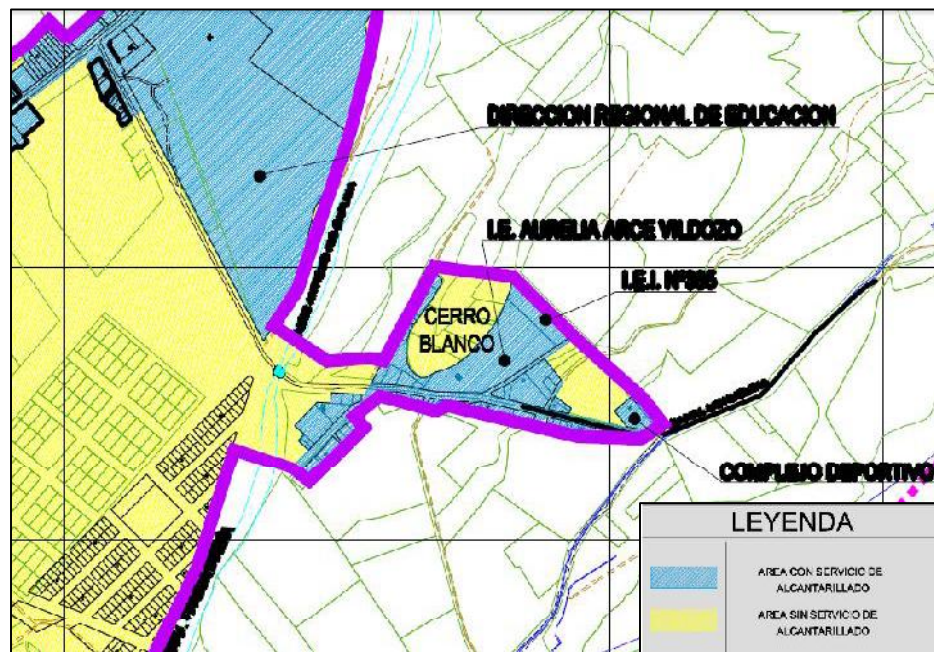 DIRECCION REGIONAL DE EDUCACION
I.E. AURELIA ARCE VILDOZO
I.E.I. N°395
CERRO
BLANCO
COMPLEJO DEPORTIVO
LEYENDA
AREA CON SERVICIO DE
ALCANTARILLADO
AREA SIN SERVICIO DE
ALCANTARILLADO